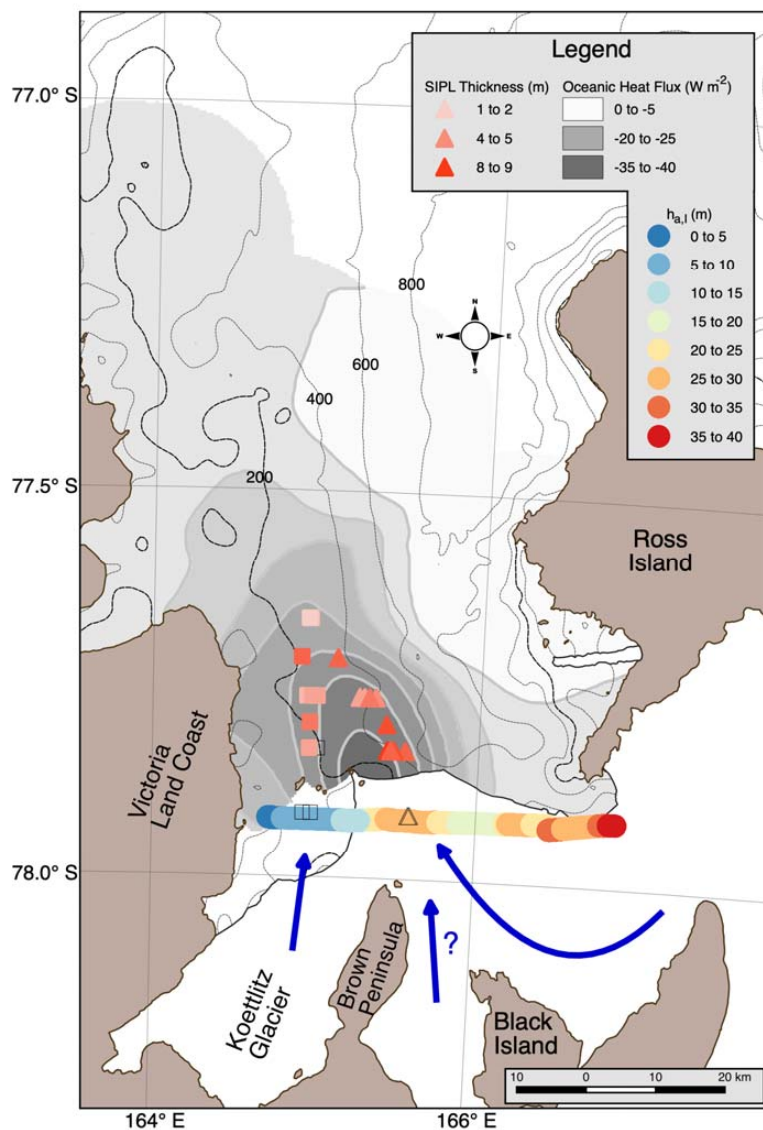 Legend
SIPL Thickness (m)
1 to 2
4 to 5
8 to 9
Oceanic Heat Flux (W m-2)
0 to -5
-20 to -25
-35 to -40
ha,I (m)
0 to 5
5 to 10
10 to 15
15 to 20
20 to 25
25 to 30
30 to 35
35 to 40
77.0° S
77.5° S
78.0° S
N
W
E
S
800
600
400
200
Ross
Island
Victoria
Land Coast
?
Koettlitz
Glacier
Brown
Peninsula
Black
Island
10 0 10 20 km
164° E
166° E